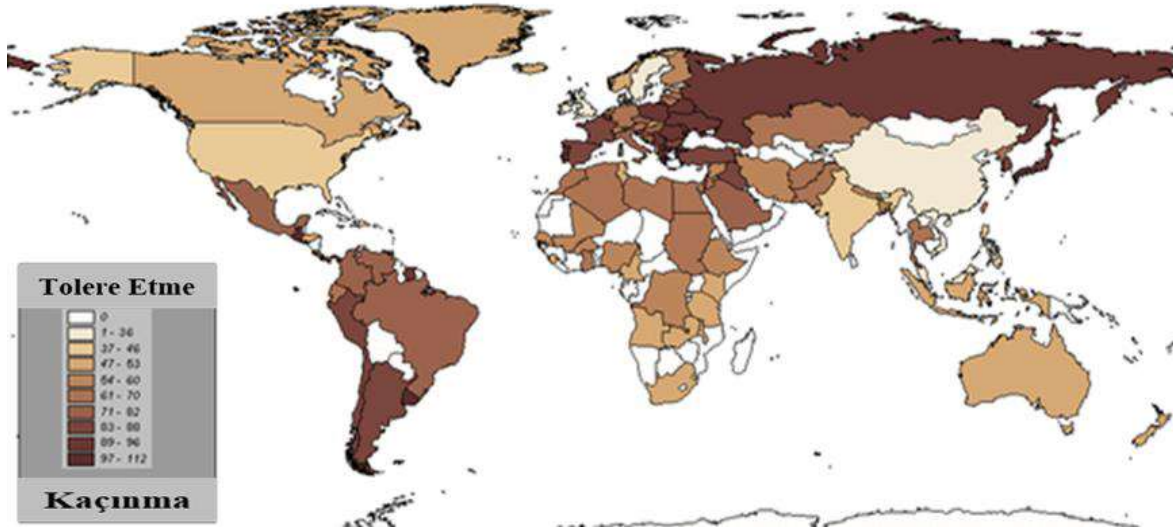 Tolere Etme
0
1 - 36
37 - 46
47 - 53
54 - 60
61 - 70
71 - 82
83 - 88
89 - 96
97 - 112
Kaçınma